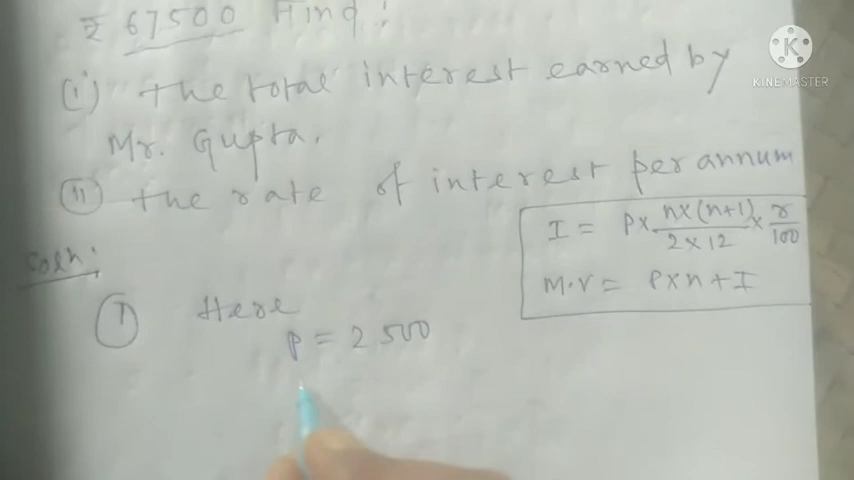 ₹ 67500 Find :
(i) the total interest earned by
Mr. Gupta.
(ii) the rate of interest per annum
I = P× n×(n+1)/2×12 × r/100
M.V = P×n+I
Soln:
(I) Here
P = 2500
K
KINEMASTER